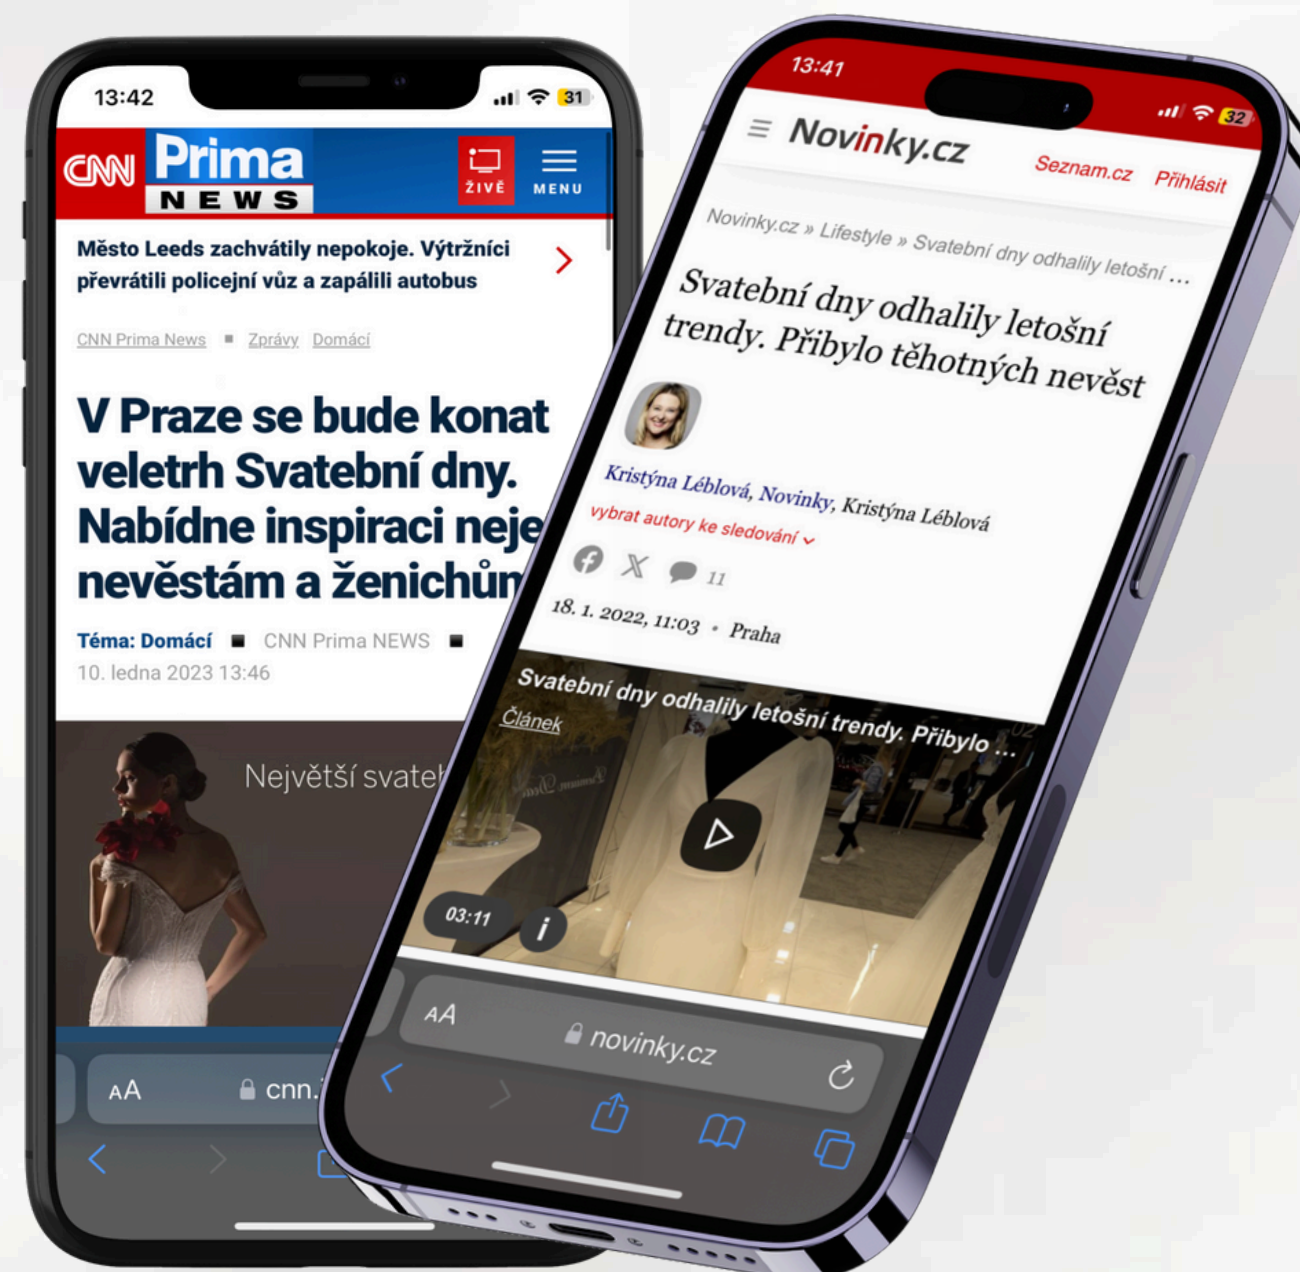 13:42
31
CNN Prima NEWS
ŽIVĚ
MENU
Město Leeds zachvátily nepokoje. Výtržníci
převrátili policejní vůz a zapálili autobus
CNN Prima News ■ Zprávy Domácí
V Praze se bude konat
veletrh Svatební dny.
Nabídne inspiraci neje
nevěstám a ženichům
Téma: Domácí ■ CNN Prima NEWS ■
10. ledna 2023 13:46
Největší svateb
AA
cnn.
13:41
32
Novinky.cz
Seznam.cz Přihlásit
Novinky.cz » Lifestyle » Svatební dny odhalily letošní ...
Svatební dny odhalily letošní
trendy. Přibylo těhotných nevěst
Kristýna Léblová, Novinky, Kristýna Léblová
vybrat autory ke sledování
11
18. 1. 2022, 11:03 • Praha
Svatební dny odhalily letošní trendy. Přibylo ...
Článek
03:11
i
AA
novinky.cz